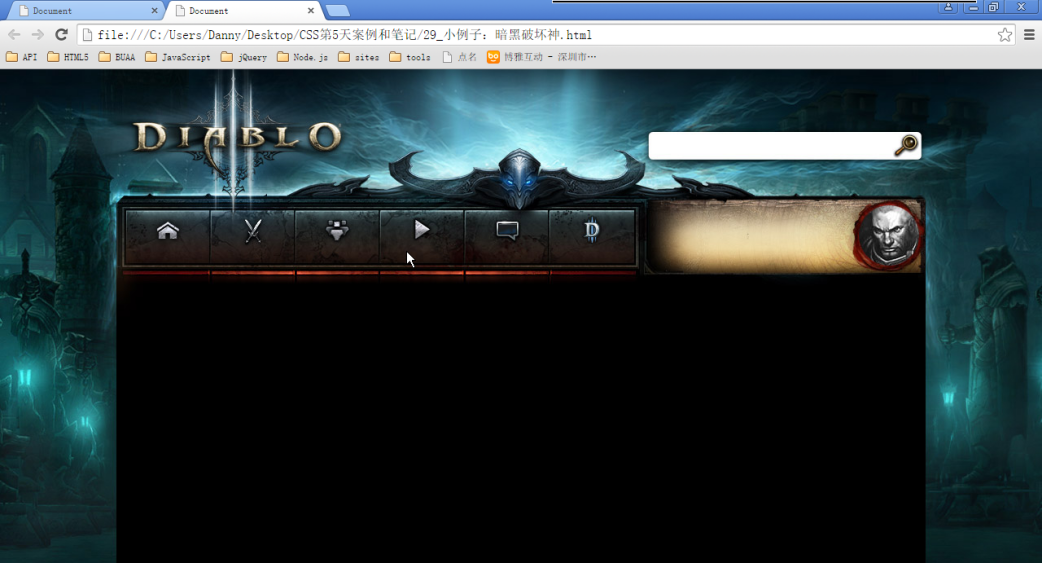 Document
Document
file:///C:/Users/Danny/Desktop/CSS第5天案例和笔记/29_小例子：暗黑破坏神.html
API HTML5 BUAA JavaScript jQuery Node.js sites tools 点名 博雅互动 - 深圳市…
DIABLO